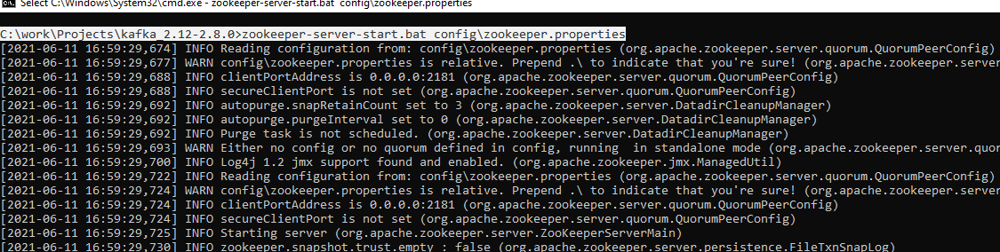 Select C:\Windows\System32\cmd.exe - zookeeper-server-start.bat  config\zookeeper.properties
C:\work\Projects\kafka_2.12-2.8.0>zookeeper-server-start.bat config\zookeeper.properties
[2021-06-11 16:59:29,674] INFO Reading configuration from: config\zookeeper.properties (org.apache.zookeeper.server.quorum.QuorumPeerConfig)
[2021-06-11 16:59:29,677] WARN config\zookeeper.properties is relative. Prepend .\ to indicate that you're sure! (org.apache.zookeeper.server
[2021-06-11 16:59:29,688] INFO clientPortAddress is 0.0.0.0:2181 (org.apache.zookeeper.server.quorum.QuorumPeerConfig)
[2021-06-11 16:59:29,688] INFO secureClientPort is not set (org.apache.zookeeper.server.quorum.QuorumPeerConfig)
[2021-06-11 16:59:29,692] INFO autopurge.snapRetainCount set to 3 (org.apache.zookeeper.server.DatadirCleanupManager)
[2021-06-11 16:59:29,692] INFO autopurge.purgeInterval set to 0 (org.apache.zookeeper.server.DatadirCleanupManager)
[2021-06-11 16:59:29,692] INFO Purge task is not scheduled. (org.apache.zookeeper.server.DatadirCleanupManager)
[2021-06-11 16:59:29,693] WARN Either no config or no quorum defined in config, running  in standalone mode (org.apache.zookeeper.server.quo
[2021-06-11 16:59:29,700] INFO Log4j 1.2 jmx support found and enabled. (org.apache.zookeeper.jmx.ManagedUtil)
[2021-06-11 16:59:29,722] INFO Reading configuration from: config\zookeeper.properties (org.apache.zookeeper.server.quorum.QuorumPeerConfig)
[2021-06-11 16:59:29,724] WARN config\zookeeper.properties is relative. Prepend .\ to indicate that you're sure! (org.apache.zookeeper.server
[2021-06-11 16:59:29,724] INFO clientPortAddress is 0.0.0.0:2181 (org.apache.zookeeper.server.quorum.QuorumPeerConfig)
[2021-06-11 16:59:29,724] INFO secureClientPort is not set (org.apache.zookeeper.server.quorum.QuorumPeerConfig)
[2021-06-11 16:59:29,725] INFO Starting server (org.apache.zookeeper.server.ZooKeeperServerMain)
[2021-06-11 16:59:29,730] INFO zookeeper.snapshot.trust.empty : false (org.apache.zookeeper.server.persistence.FileTxnSnapLog)